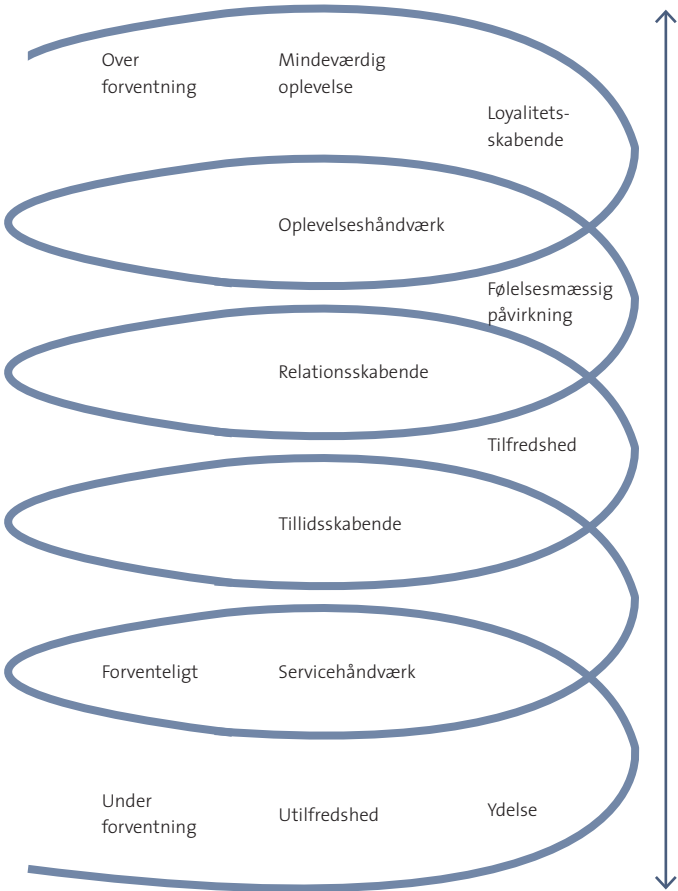 Over
forventning
Mindeværdig
oplevelse
Loyalitets-
skabende
Oplevelseshåndværk
Følelsesmæssig
påvirkning
Relationsskabende
Tilfredshed
Tillidsskabende
Forventeligt
Servicehåndværk
Under
forventning
Utilfredshed
Ydelse